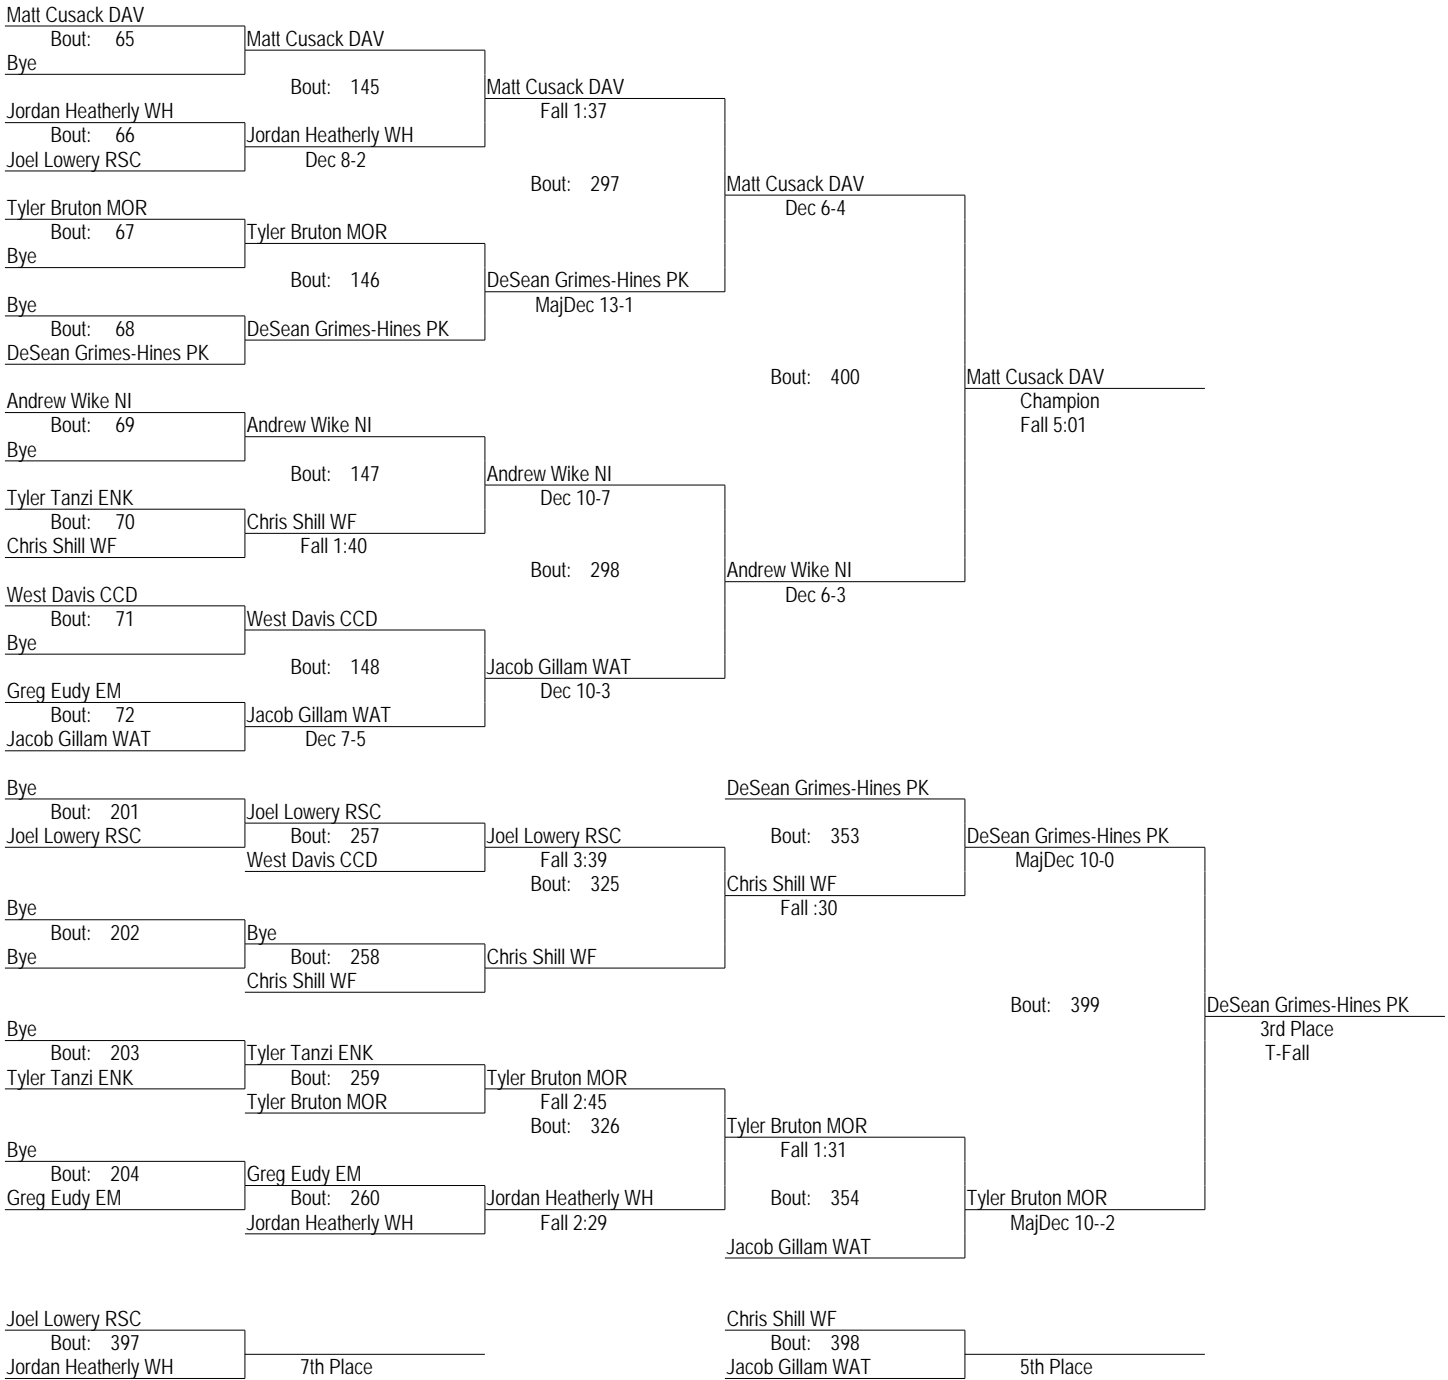 Matt Cusack DAV
Bout: 65
Matt Cusack DAV
Bye
Bout: 145
Matt Cusack DAV
Jordan Heatherly WH
Fall 1:37
Bout: 66
Jordan Heatherly WH
Joel Lowery RSC
Dec 8-2
Bout: 297
Matt Cusack DAV
Tyler Bruton MOR
Dec 6-4
Bout: 67
Tyler Bruton MOR
Bye
Bout: 146
DeSean Grimes-Hines PK
Bye
MajDec 13-1
Bout: 68
DeSean Grimes-Hines PK
DeSean Grimes-Hines PK
Bout: 400
Matt Cusack DAV
Andrew Wike NI
Champion
Bout: 69
Andrew Wike NI
Fall 5:01
Bye
Bout: 147
Andrew Wike NI
Tyler Tanzi ENK
Dec 10-7
Bout: 70
Chris Shill WF
Chris Shill WF
Fall 1:40
Bout: 298
Andrew Wike NI
West Davis CCD
Dec 6-3
Bout: 71
West Davis CCD
Bye
Bout: 148
Jacob Gillam WAT
Greg Eudy EM
Dec 10-3
Bout: 72
Jacob Gillam WAT
Jacob Gillam WAT
Dec 7-5
Bye
DeSean Grimes-Hines PK
Bout: 201
Joel Lowery RSC
Joel Lowery RSC
Bout: 257
Joel Lowery RSC
Bout: 353
DeSean Grimes-Hines PK
West Davis CCD
Fall 3:39
MajDec 10-0
Bout: 325
Chris Shill WF
Bye
Fall :30
Bout: 202
Bye
Bye
Bout: 258
Chris Shill WF
Chris Shill WF
Bout: 399
DeSean Grimes-Hines PK
Bye
3rd Place
Bout: 203
Tyler Tanzi ENK
T-Fall
Tyler Tanzi ENK
Bout: 259
Tyler Bruton MOR
Tyler Bruton MOR
Fall 2:45
Bout: 326
Tyler Bruton MOR
Bye
Fall 1:31
Bout: 204
Greg Eudy EM
Greg Eudy EM
Bout: 260
Jordan Heatherly WH
Bout: 354
Tyler Bruton MOR
Jordan Heatherly WH
Fall 2:29
MajDec 10--2
Jacob Gillam WAT
Joel Lowery RSC
Chris Shill WF
Bout: 397
Bout: 398
Jordan Heatherly WH
7th Place
Jacob Gillam WAT
5th Place